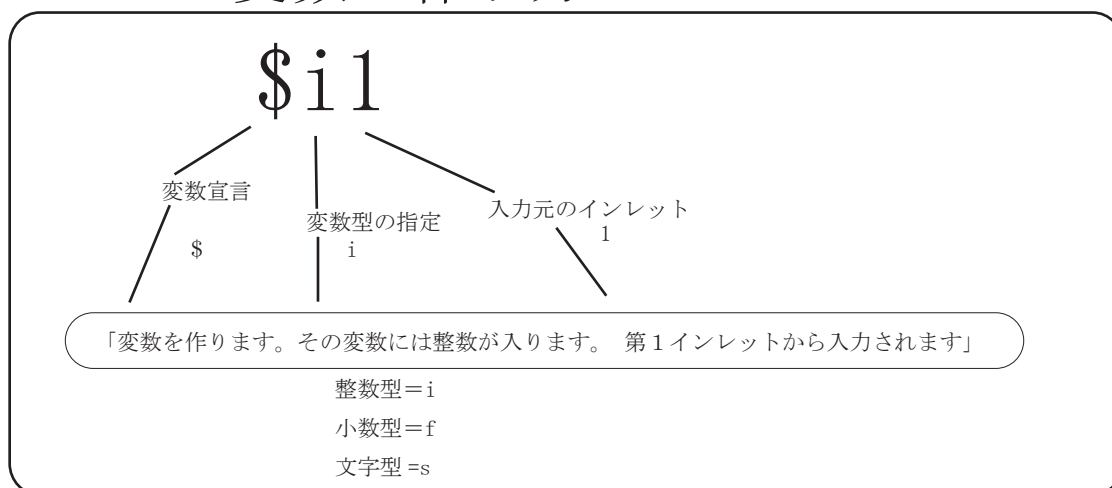 $i1
変数宣言
$
変数型の指定
i
入力元のインレット
1
「変数を作ります。その変数には整数が入ります。 第１インレットから入力されます」
整数型＝i
小数型＝f
文字型=s